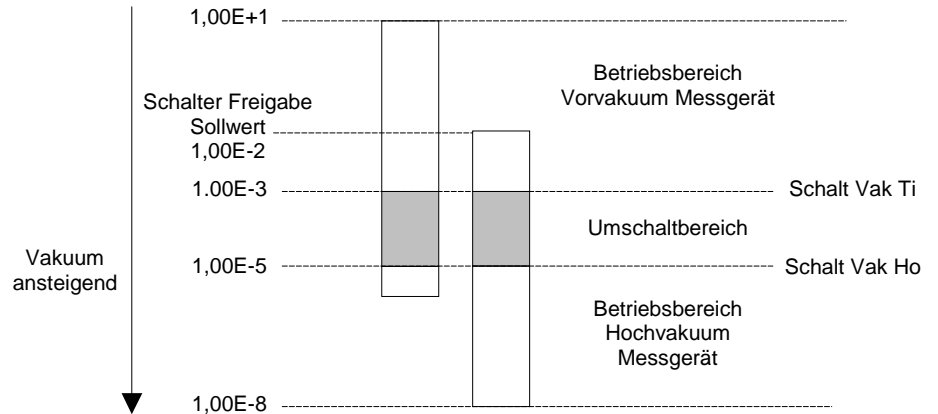 1,00E+1
Betriebsbereich
Vorvakuum Messgerät
Schalter Freigabe
Sollwert
1,00E-2
1.00E-3
Schalt Vak Ti
Umschaltbereich
Vakuum
ansteigend
1,00E-5
Schalt Vak Ho
Betriebsbereich
Hochvakuum
Messgerät
1,00E-8